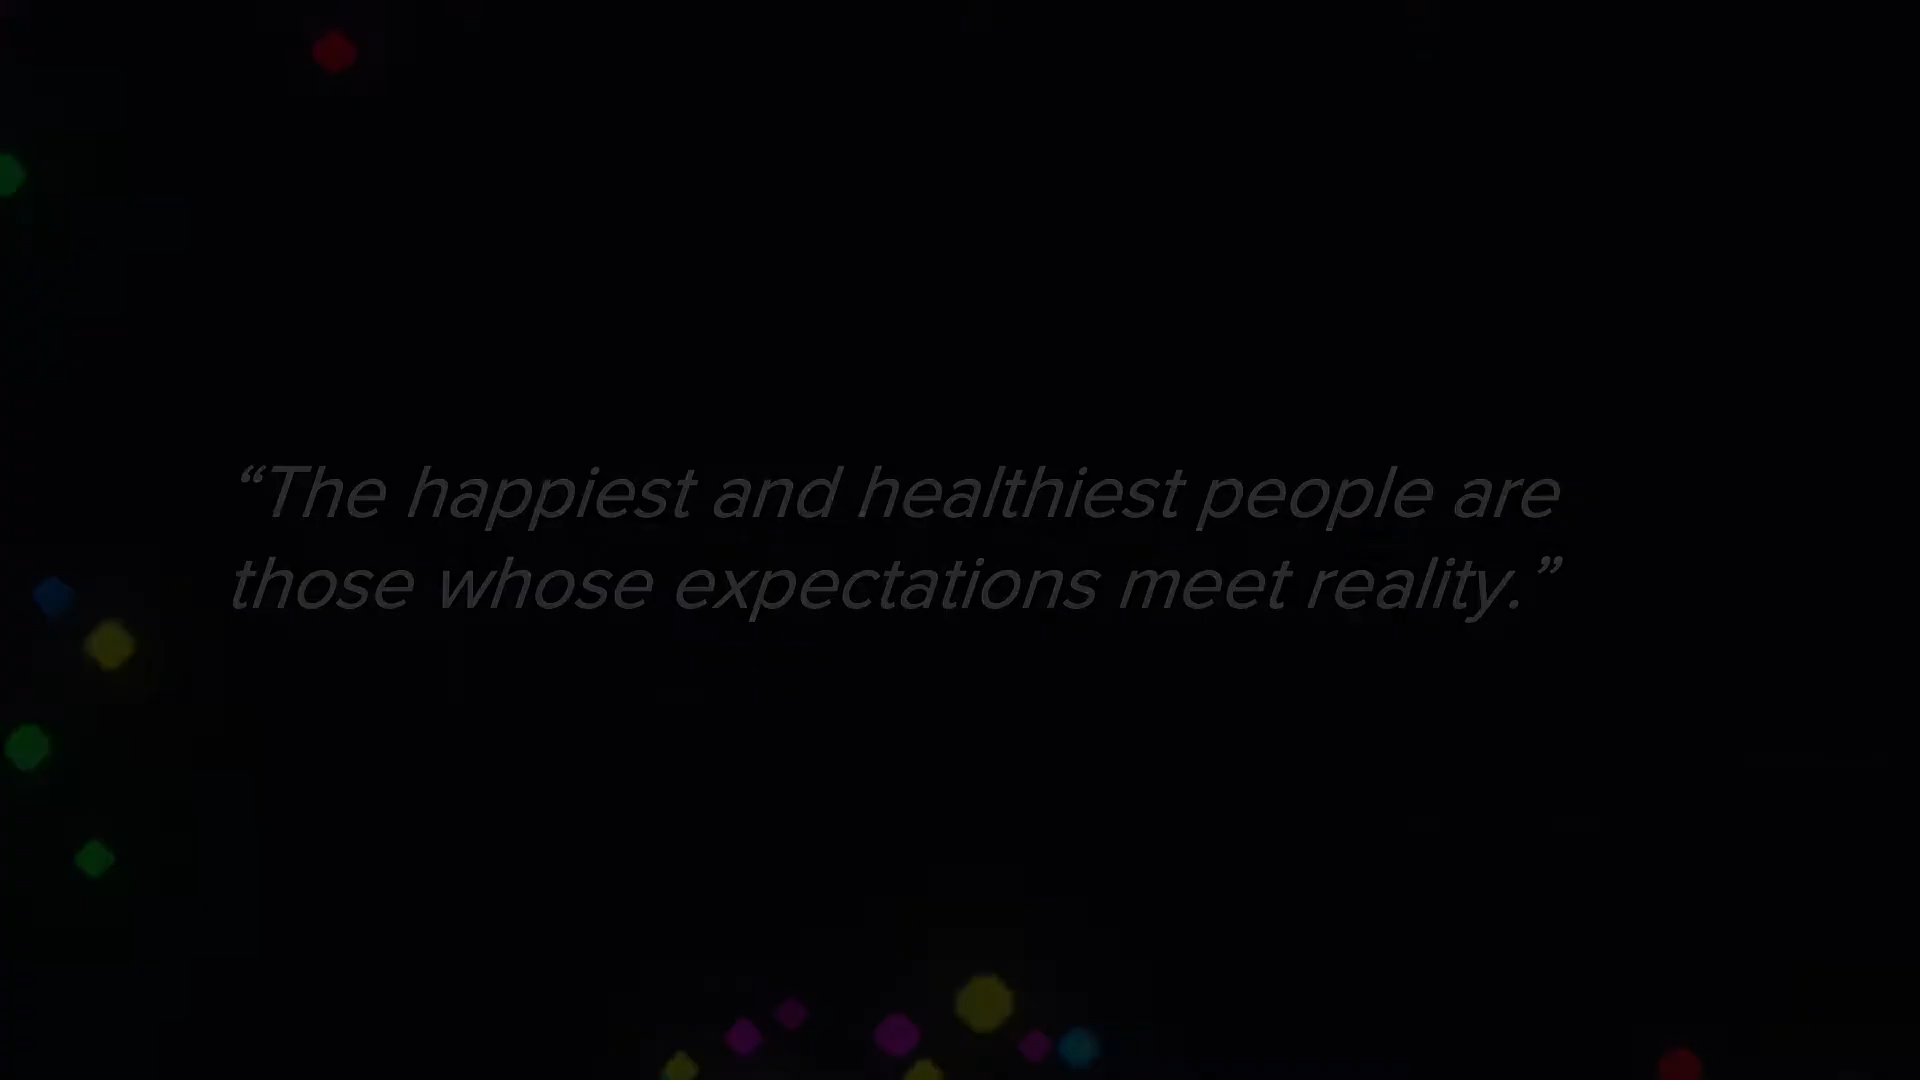 “The happiest and healthiest people are
those whose expectations meet reality.”